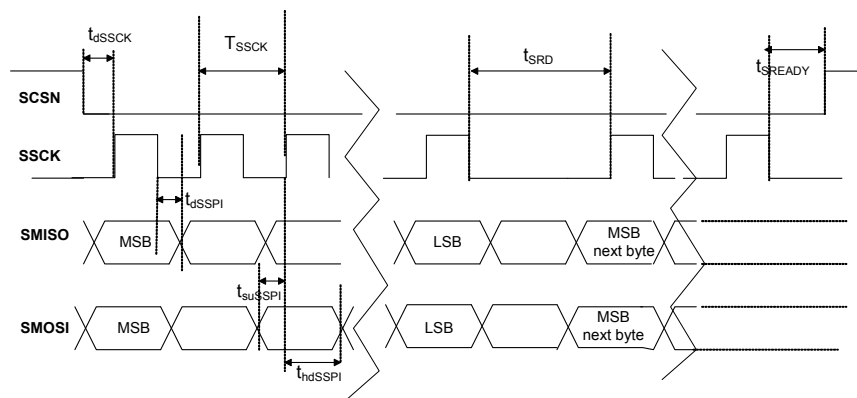 tdSSCK
TSSCK
tSRD
tSREADY
SCSN
SSCK
tdSSPI
SMISO
MSB
LSB
MSB
next byte
tsuSSPI
SMOSI
MSB
LSB
MSB
next byte
thdSSPI